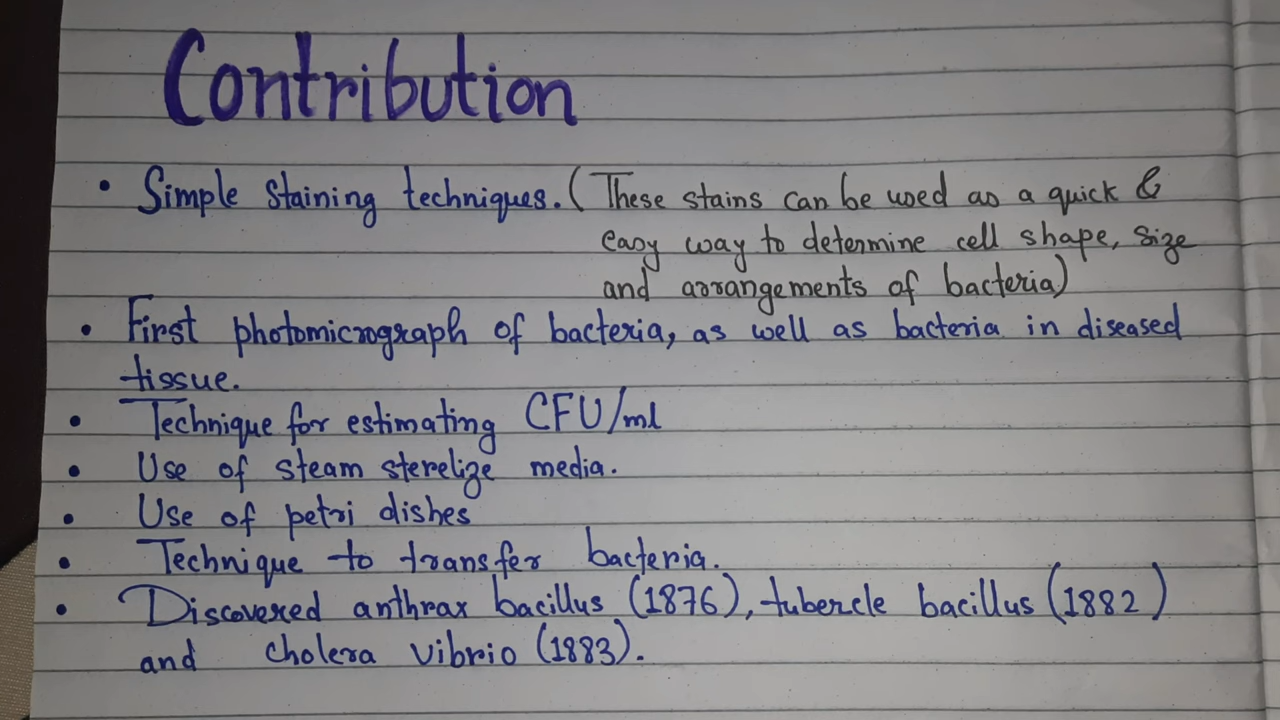 Contribution
• Simple staining techniques. (These stains can be used as a quick &
easy way to determine cell shape, size
and arrangements of bacteria)
• First photomicrograph of bacteria, as well as bacteria in diseased
tissue.
• Technique for estimating CFU/ml
• Use of steam sterelize media.
• Use of petri dishes
• Technique to transfer bacteria.
• Discovered anthrax bacillus (1876), tubercle bacillus (1882)
and cholera vibrio (1883).